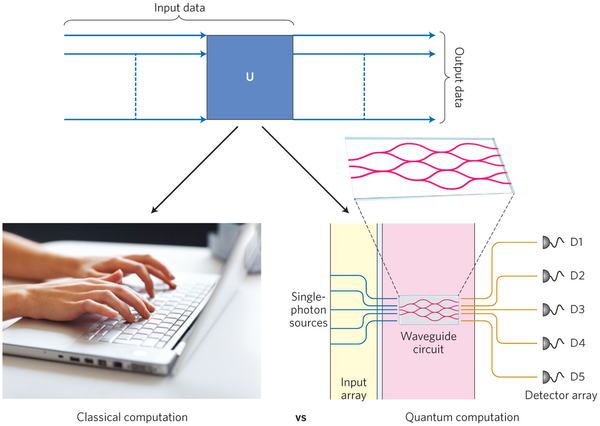 Input data
U
Output data
D1
D2
Single-
photon
sources
D3
Waveguide
circuit
D4
Input
array
D5
Detector array
Classical computation
vs
Quantum computation